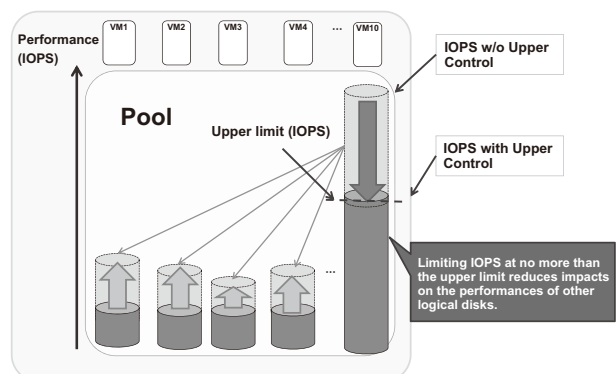 VM1 VM2 VM3 VM4 ... VM10
Performance
(IOPS)
IOPS w/o Upper
Control
Pool
Upper limit (IOPS)
IOPS with Upper
Control
Limiting IOPS at no more than
the upper limit reduces impacts
on the performances of other
logical disks.
...